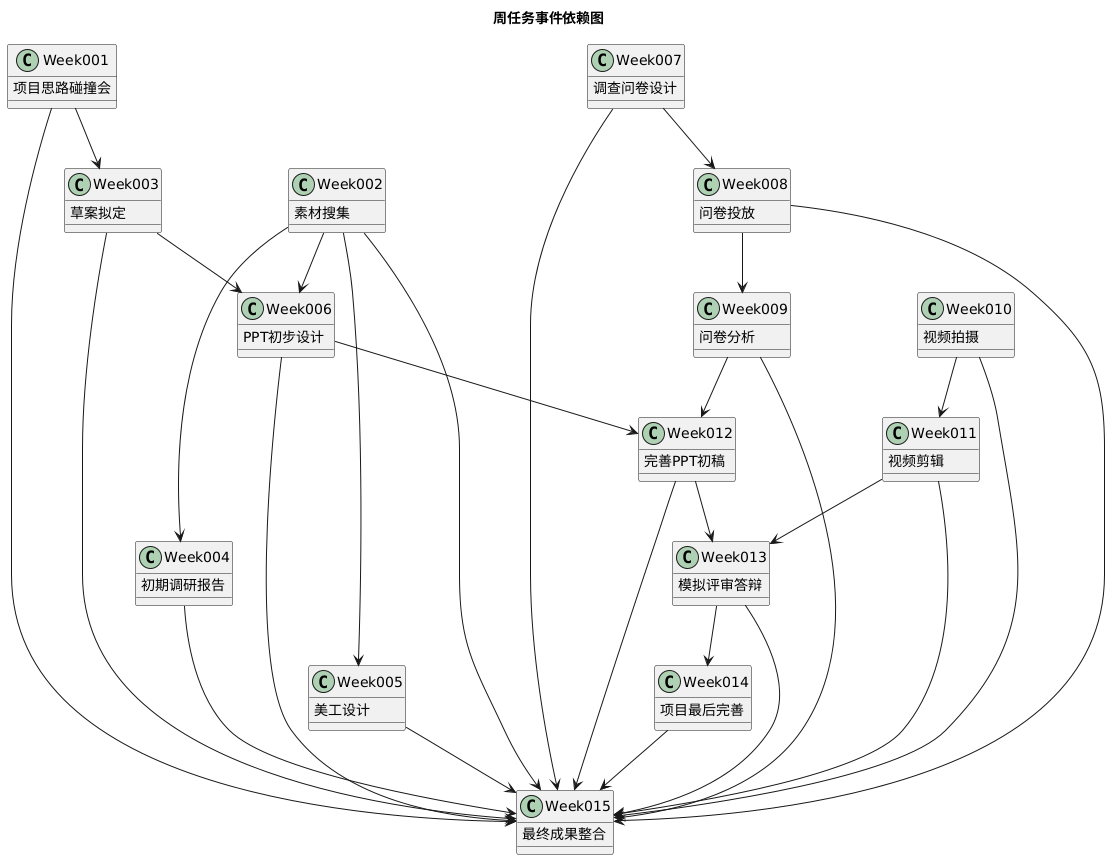 周任务事件依赖图
C Week001
项目思路碰撞会
C Week007
调查问卷设计
C Week003
草案拟定
C Week002
素材搜集
C Week008
问卷投放
C Week006
PPT初步设计
C Week009
问卷分析
C Week010
视频拍摄
C Week012
完善PPT初稿
C Week011
视频剪辑
C Week004
初期调研报告
C Week013
模拟评审答辩
C Week005
美工设计
C Week014
项目最后完善
C Week015
最终成果整合